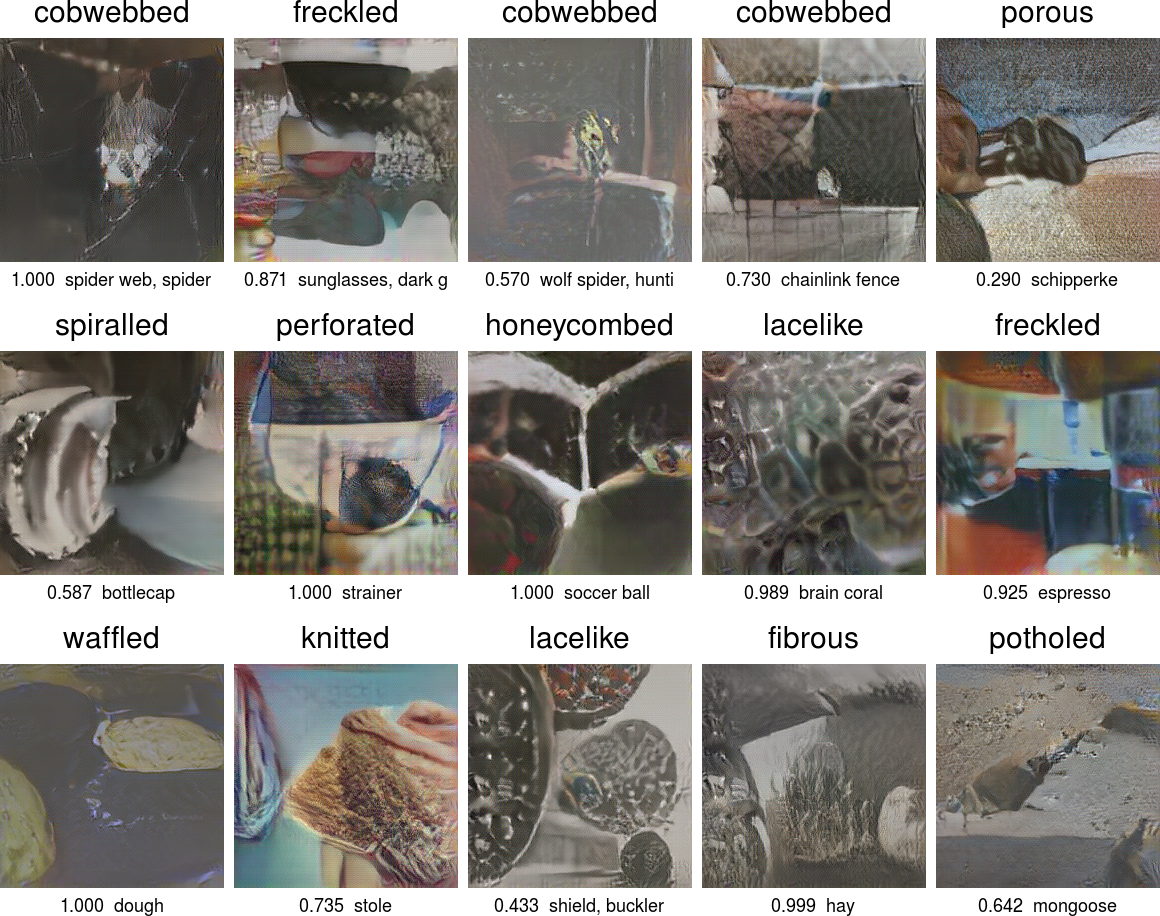 cobwebbed freckled cobwebbed cobwebbed porous
1.000 spider web, spider 0.871 sunglasses, dark g 0.570 wolf spider, hunti 0.730 chainlink fence 0.290 schipperke
spiralled perforated honeycombed lacelike freckled
0.587 bottlecap 1.000 strainer 1.000 soccer ball 0.989 brain coral 0.925 espresso
waffled knitted lacelike fibrous potholed
1.000 dough 0.735 stole 0.433 shield, buckler 0.999 hay 0.642 mongoose